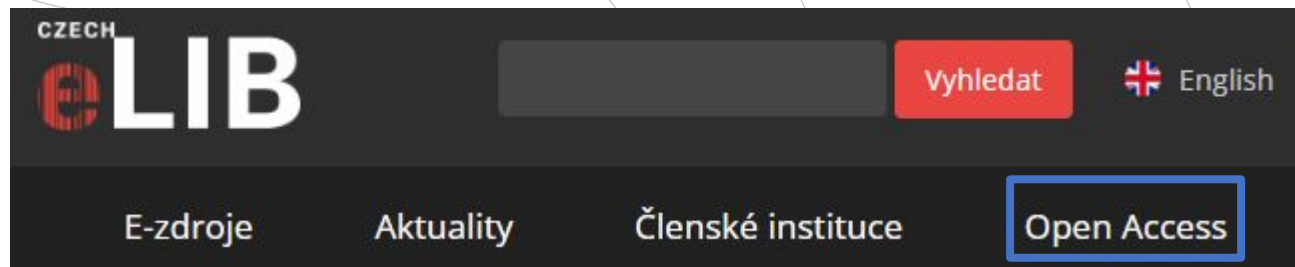 CZECH
eLIB
Vyhledat
English
E-zdroje
Aktuality
Členské instituce
Open Access